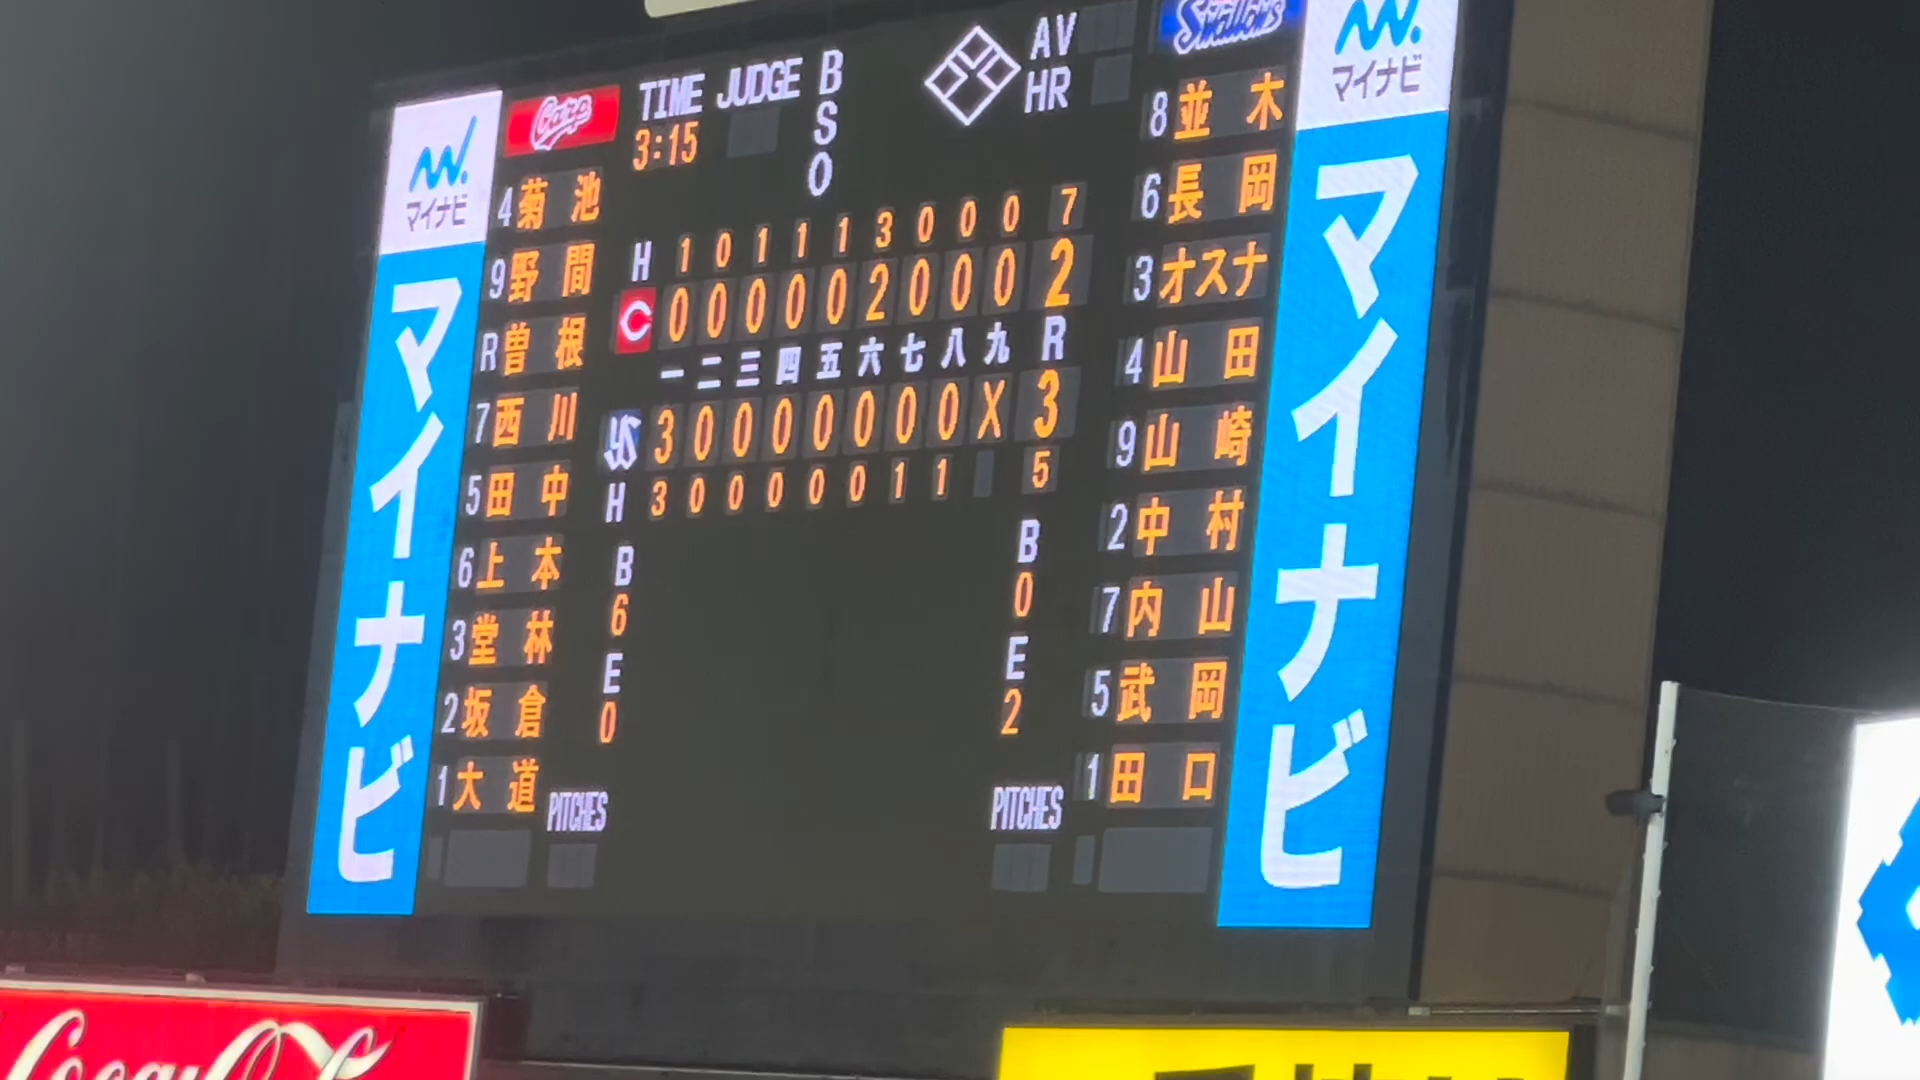 マイナビ
マイナビ
Carp
TIME JUDGE
3:15
B
S
O
AV
HR
Swallows
マイナビ
マイナビ
4 菊池
9 野間
R 曽根
7 西川
5 田中
6 上本
3 堂林
2 坂倉
1 大道
H 1 0 1 1 1 3 0 0 0 7
C 0 0 0 0 0 2 0 0 0 2
一 二 三 四 五 六 七 八 九 R
YS 3 0 0 0 0 0 0 0 X 3
H 3 0 0 0 0 0 1 1 5
B
6
E
0
B
0
E
2
PITCHES
PITCHES
8 並木
6 長岡
3 オスナ
4 山田
9 山崎
2 中村
7 内山
5 武岡
1 田口
Coca-Cola